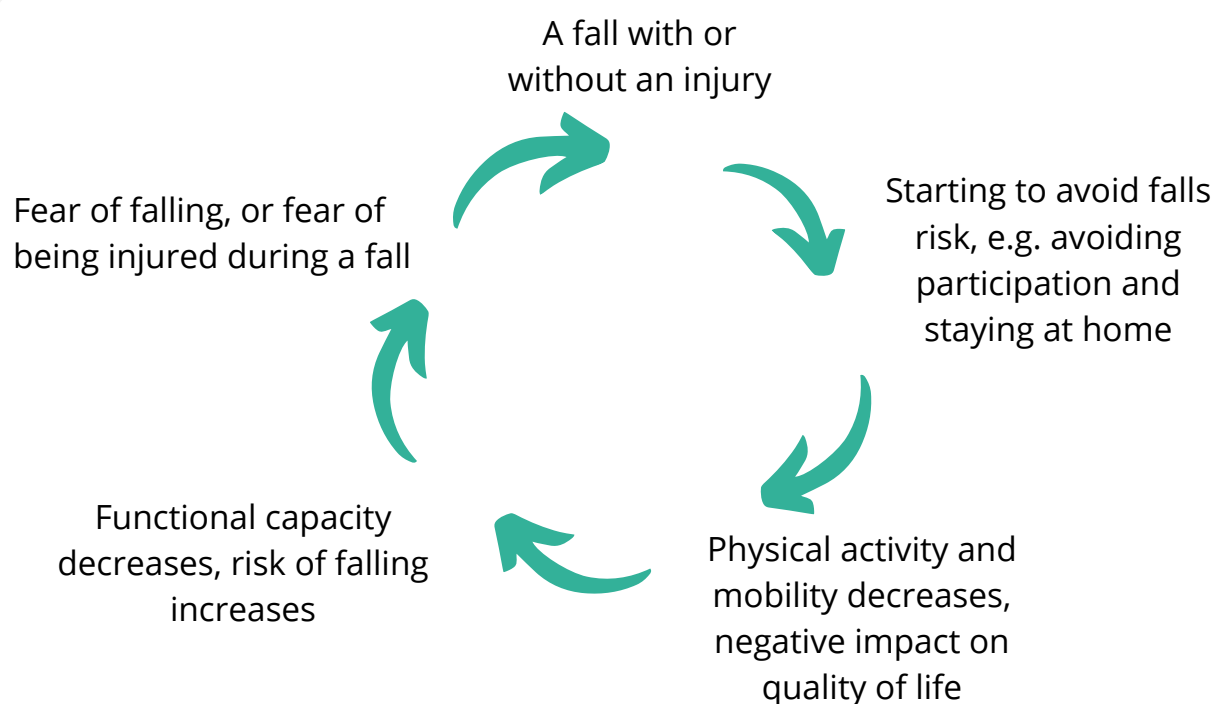 A fall with or
without an injury
Starting to avoid falls
risk, e.g. avoiding
participation and
staying at home
Physical activity and
mobility decreases,
negative impact on
quality of life
Functional capacity
decreases, risk of falling
increases
Fear of falling, or fear of
being injured during a fall